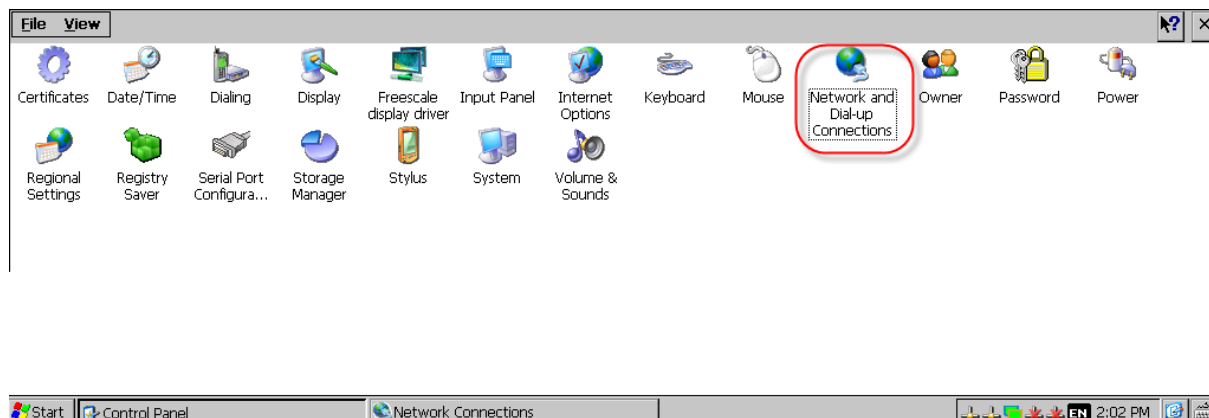 File View
Certificates Date/Time Dialing Display Freescale display driver Input Panel Internet Options Keyboard Mouse Network and Dial-up Connections Owner Password Power
Regional Settings Registry Saver Serial Port Configura... Storage Manager Stylus System Volume & Sounds
Start Control Panel Network Connections EN 2:02 PM